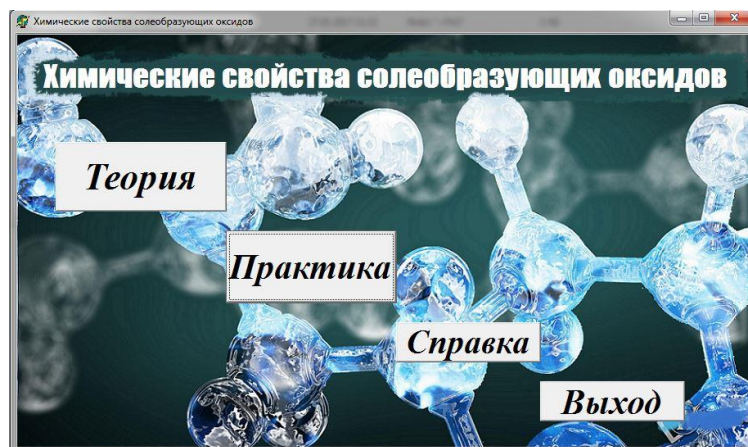 Химические свойства солеобразующих оксидов
Химические свойства солеобразующих оксидов
Теория
Практика
Справка
Выход